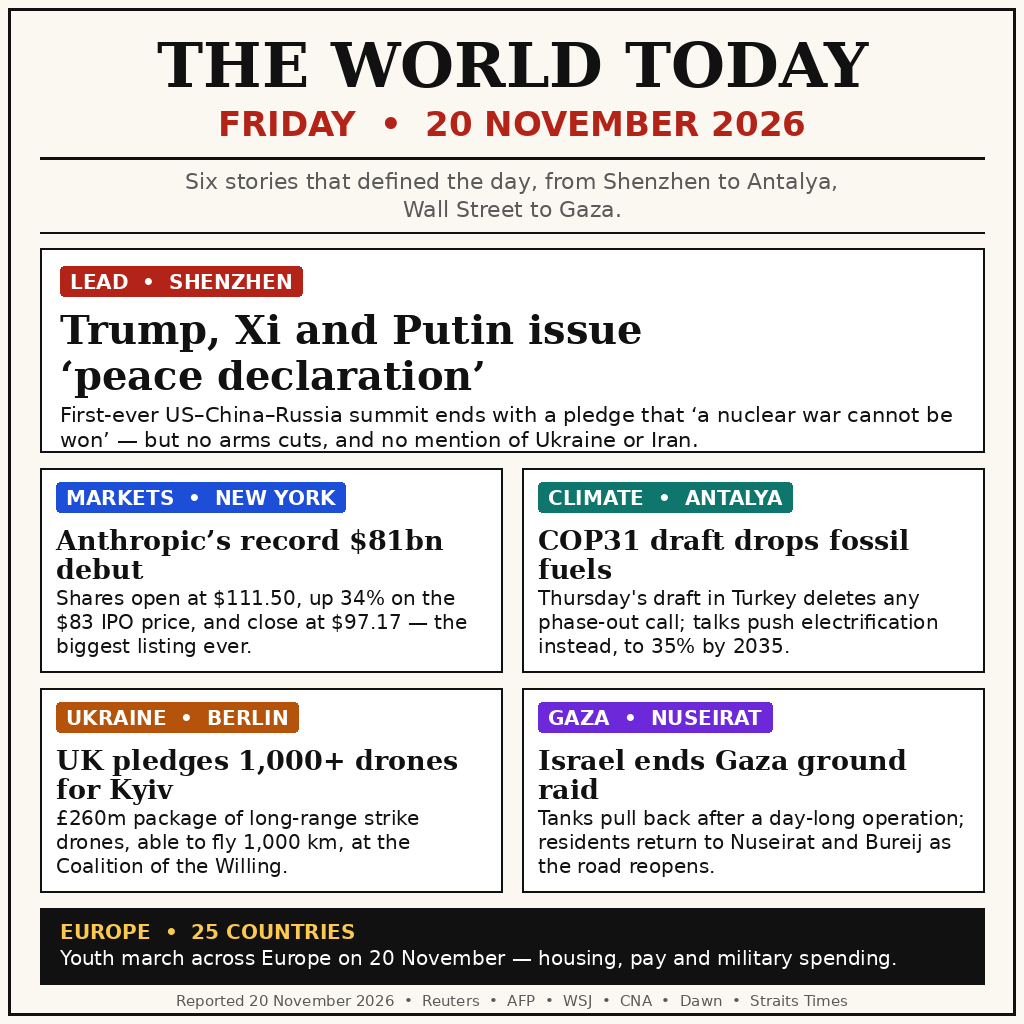 THE WORLD TODAY
FRIDAY • 20 NOVEMBER 2026
Six stories that defined the day, from Shenzhen to Antalya,
Wall Street to Gaza.
LEAD • SHENZHEN
Trump, Xi and Putin issue
‘peace declaration’
First-ever US–China–Russia summit ends with a pledge that ‘a nuclear war cannot be
won’ — but no arms cuts, and no mention of Ukraine or Iran.
MARKETS • NEW YORK
Anthropic’s record $81bn
debut
Shares open at $111.50, up 34% on the
$83 IPO price, and close at $97.17 — the
biggest listing ever.
CLIMATE • ANTALYA
COP31 draft drops fossil
fuels
Thursday's draft in Turkey deletes any
phase-out call; talks push electrification
instead, to 35% by 2035.
UKRAINE • BERLIN
UK pledges 1,000+ drones
for Kyiv
£260m package of long-range strike
drones, able to fly 1,000 km, at the
Coalition of the Willing.
GAZA • NUSEIRAT
Israel ends Gaza ground
raid
Tanks pull back after a day-long operation;
residents return to Nuseirat and Bureij as
the road reopens.
EUROPE • 25 COUNTRIES
Youth march across Europe on 20 November — housing, pay and military spending.
Reported 20 November 2026 • Reuters • AFP • WSJ • CNA • Dawn • Straits Times